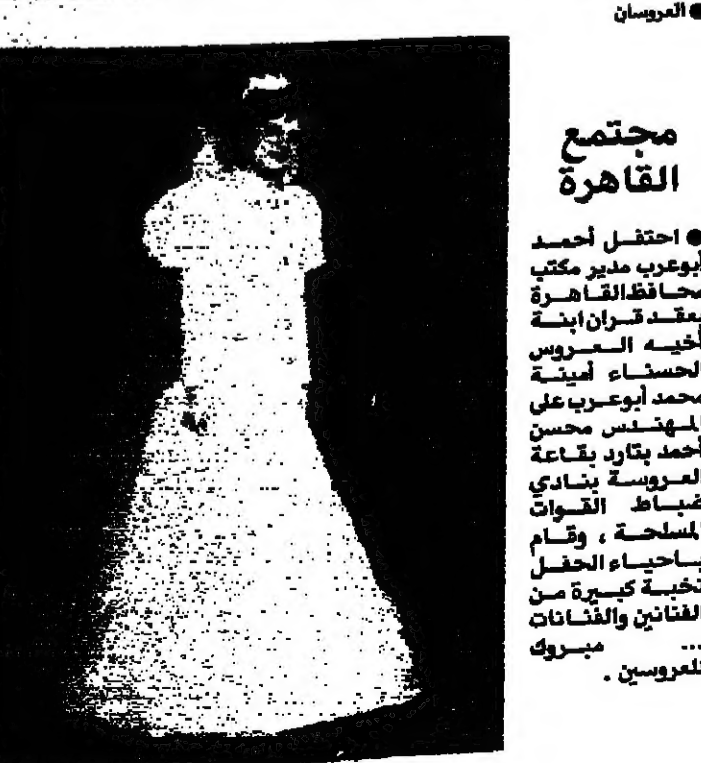 ● العروسان
مجتمع
القاهرة
● احتفل أحمد
أبوعرب مدير مكتب
محافظ القاهرة
بعقد قران ابنة
أخيه العروس
الحسناء أمينة
محمد أبوعرب على
المهندس محسن
أحمد بتارد بقاعة
العروسة بنادي
ضباط القوات
المسلحة ، وقام
باحياء الحفل
نخبة كبيرة من
الفنانين والفنانات
... مبروك
للعروسين .